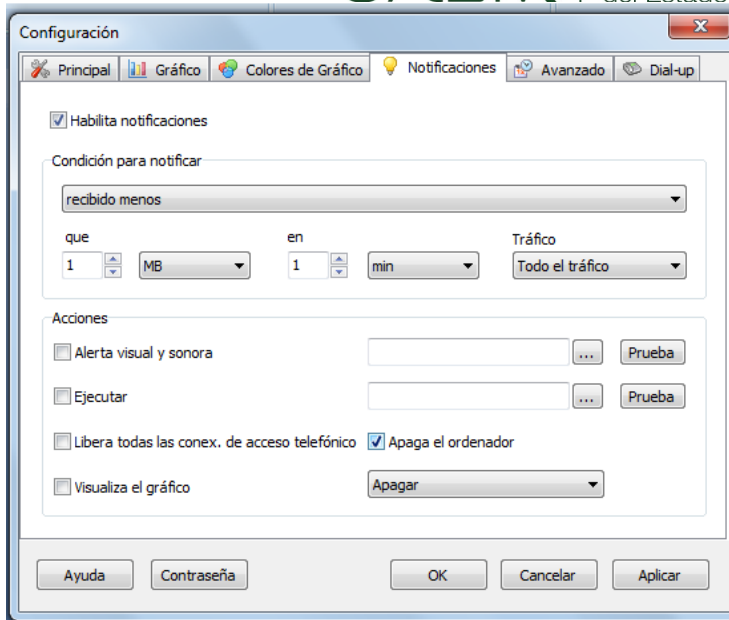 del Estado
Configuración
Principal Gráfico Colores de Gráfico Notificaciones Avanzado Dial-up
Habilita notificaciones
Condición para notificar
recibido menos
que en Tráfico
1 MB 1 min Todo el tráfico
Acciones
Alerta visual y sonora ... Prueba
Ejecutar ... Prueba
Libera todas las conex. de acceso telefónico Apaga el ordenador
Visualiza el gráfico Apagar
Ayuda Contraseña OK Cancelar Aplicar